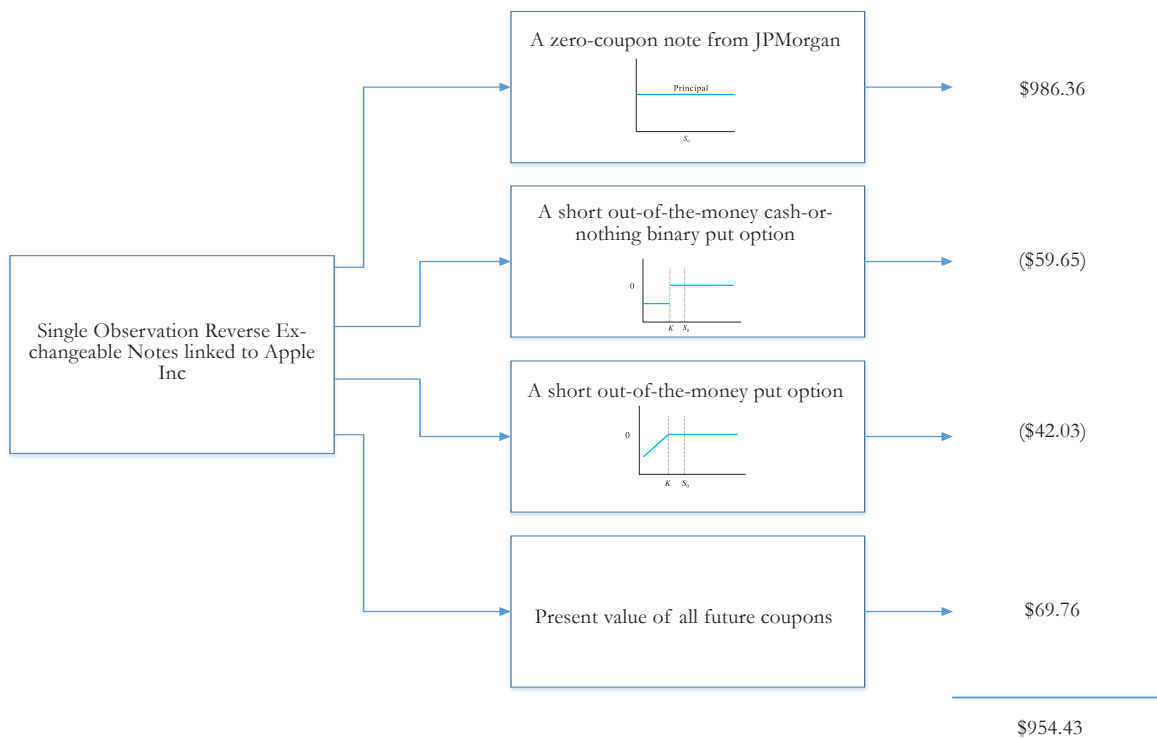 A zero-coupon note from JPMorgan
Principal
S₀
$986.36
A short out-of-the-money cash-or-
nothing binary put option
0
K S₀
($59.65)
Single Observation Reverse Ex-
changeable Notes linked to Apple
Inc
A short out-of-the-money put option
0
K S₀
($42.03)
Present value of all future coupons
$69.76
$954.43